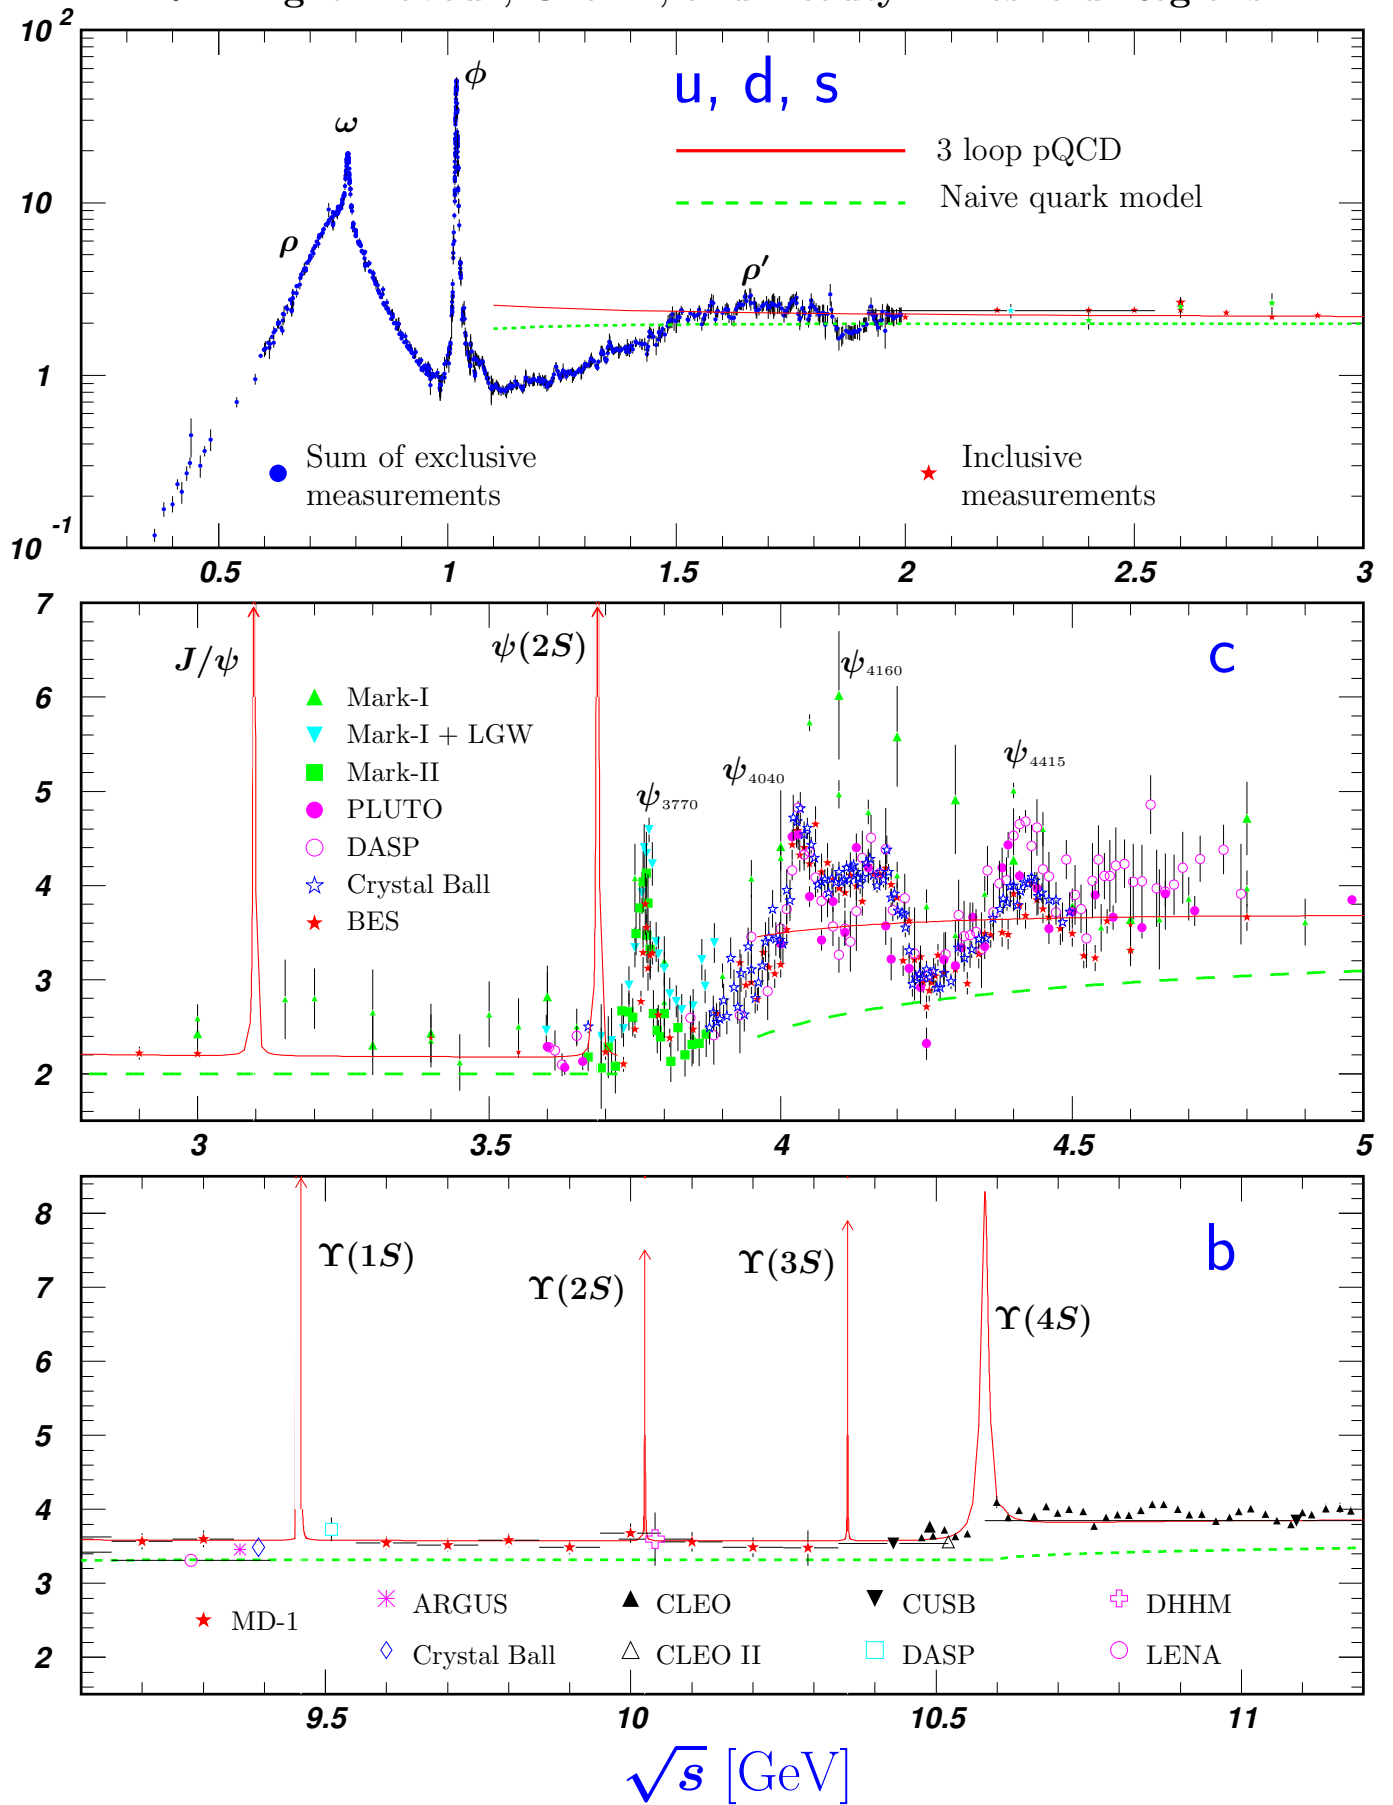 10 2
u, d, s
ϕ
ω
3 loop pQCD
10
Naive quark model
ρ
ρ′
1
Sum of exclusive
measurements
Inclusive
measurements
10 -1
0.5 1 1.5 2 2.5 3
7
J/ψ
ψ(2S)
c
ψ4160
6
Mark-I
Mark-I + LGW
Mark-II
PLUTO
DASP
Crystal Ball
BES
ψ3770
ψ4040
ψ4415
5
4
3
2
3 3.5 4 4.5 5
8
b
ϒ(1S)
ϒ(2S)
ϒ(3S)
ϒ(4S)
7
6
5
4
3
2
MD-1
ARGUS
CLEO
CUSB
DHHM
Crystal Ball
CLEO II
DASP
LENA
9.5 10 10.5 11
√s [GeV]